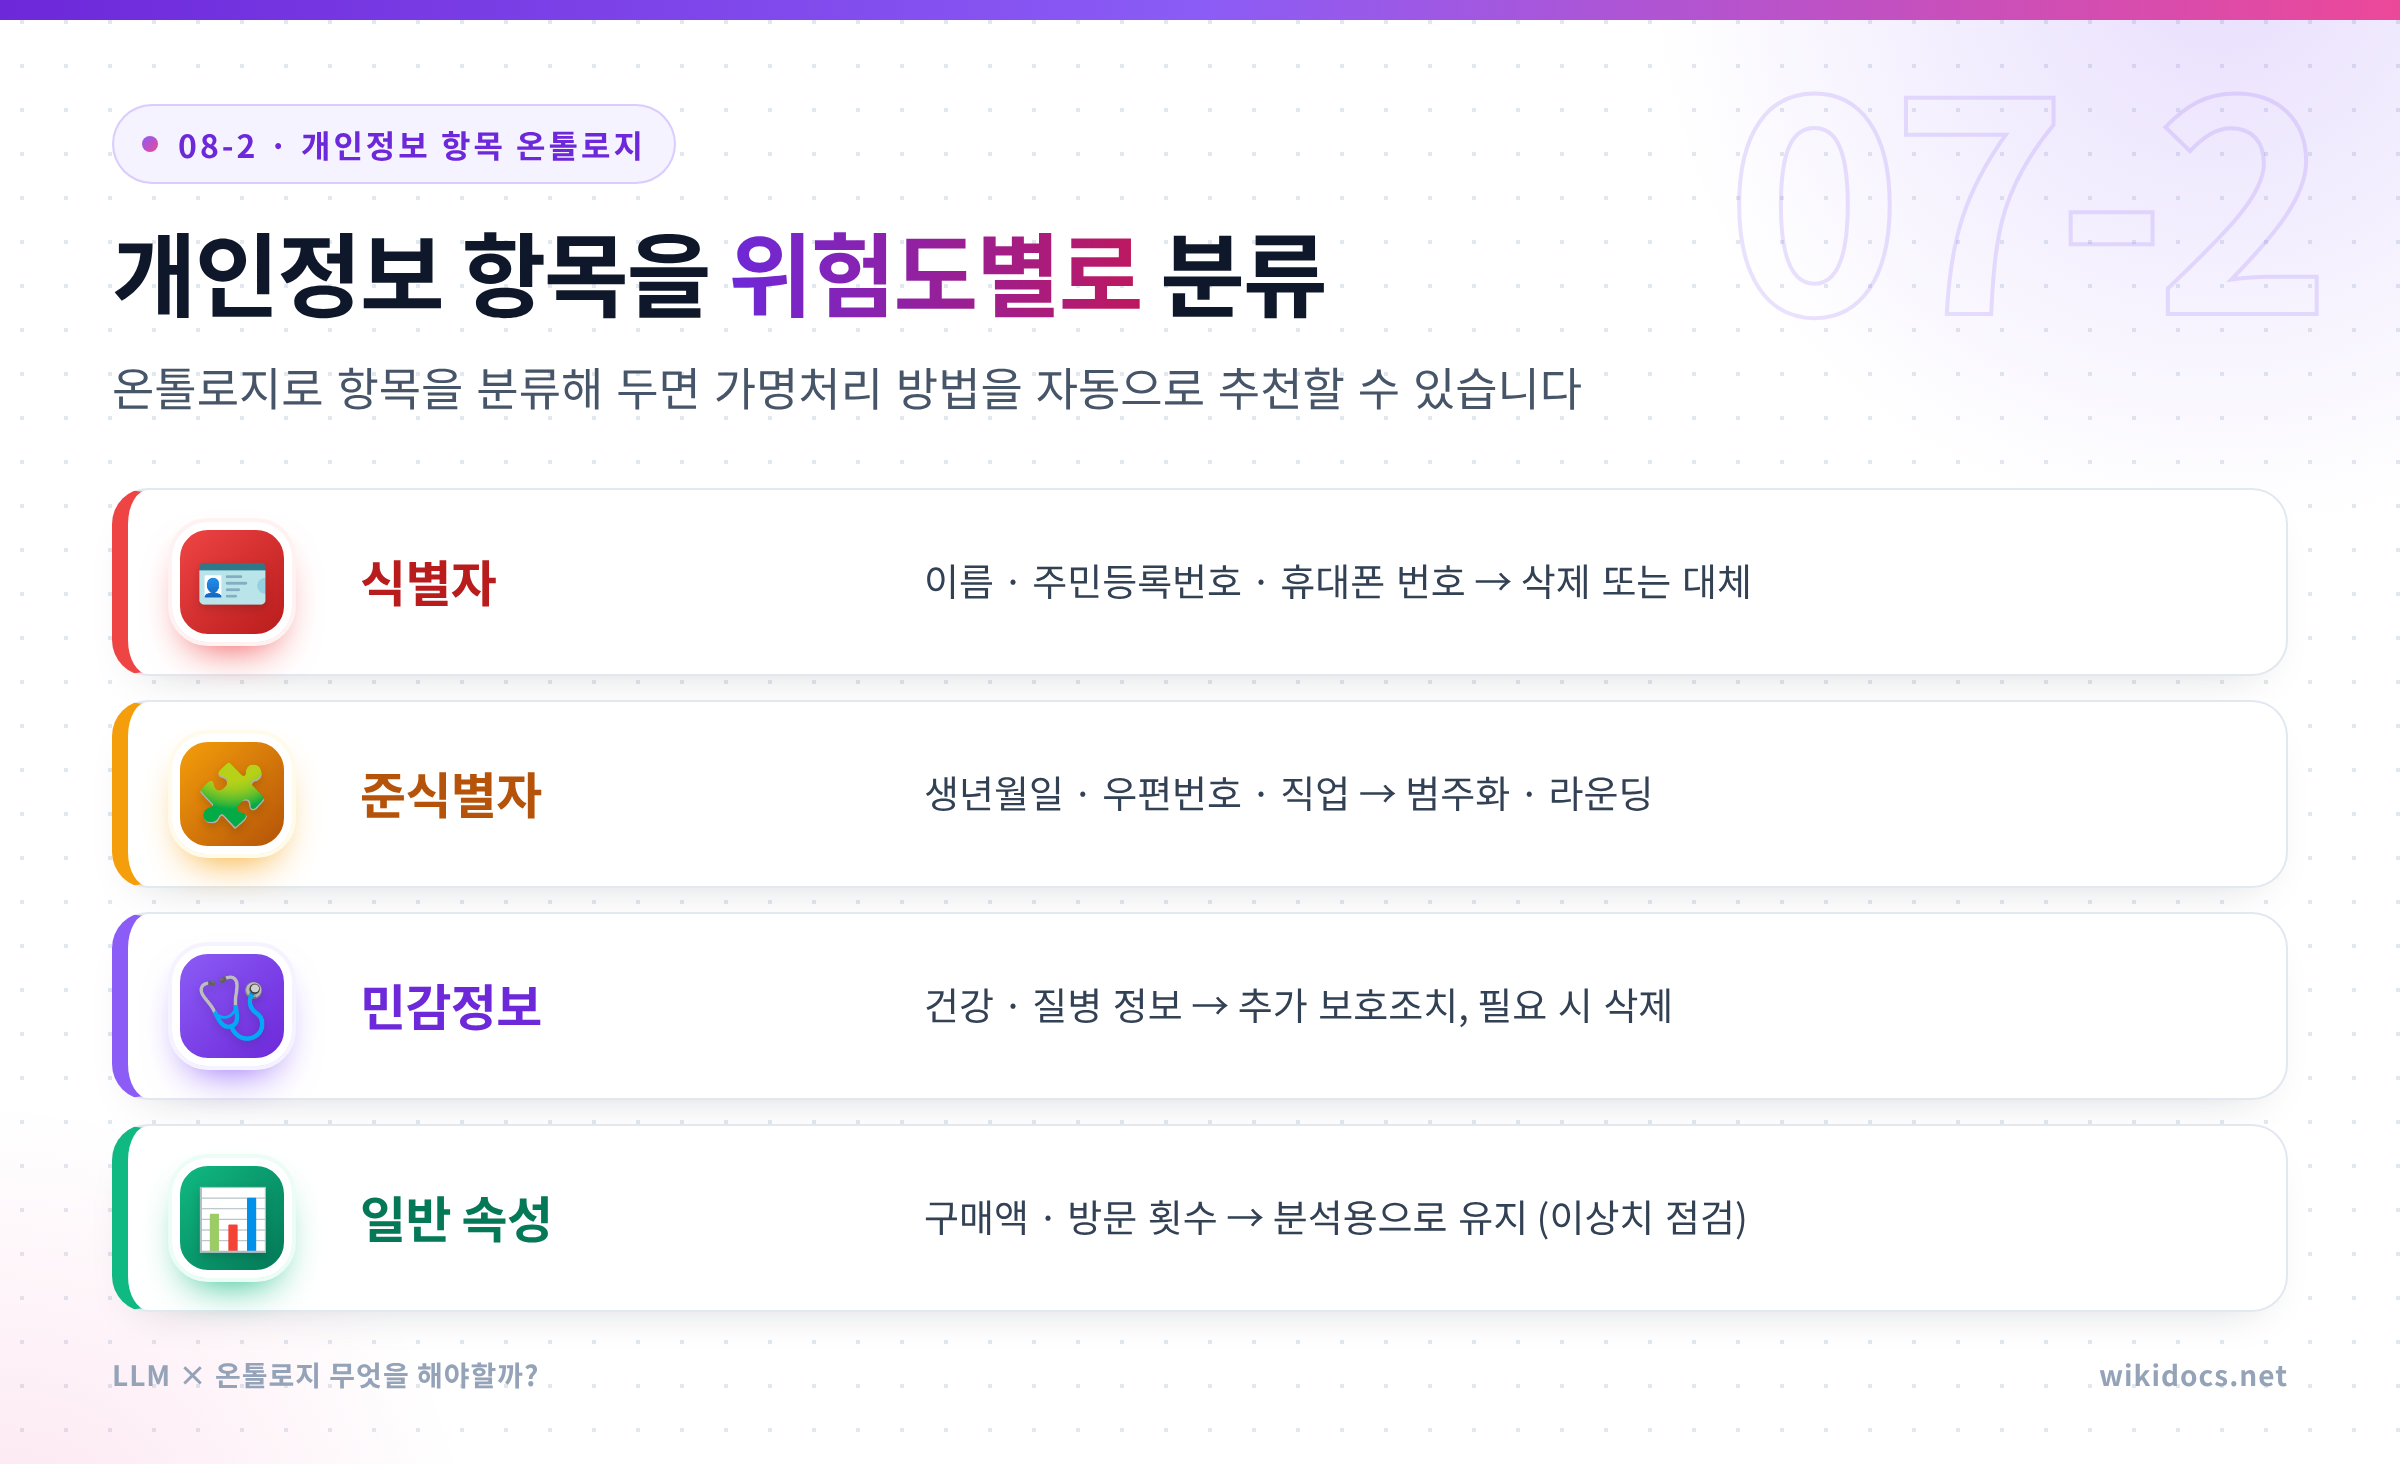 08-2 · 개인정보 항목 온톨로지
07-2
개인정보 항목을 위험도별로 분류
온톨로지로 항목을 분류해 두면 가명처리 방법을 자동으로 추천할 수 있습니다
식별자
이름 · 주민등록번호 · 휴대폰 번호 → 삭제 또는 대체
준식별자
생년월일 · 우편번호 · 직업 → 범주화 · 라운딩
민감정보
건강 · 질병 정보 → 추가 보호조치, 필요 시 삭제
일반 속성
구매액 · 방문 횟수 → 분석용으로 유지 (이상치 점검)
LLM × 온톨로지 무엇을 해야할까?
wikidocs.net